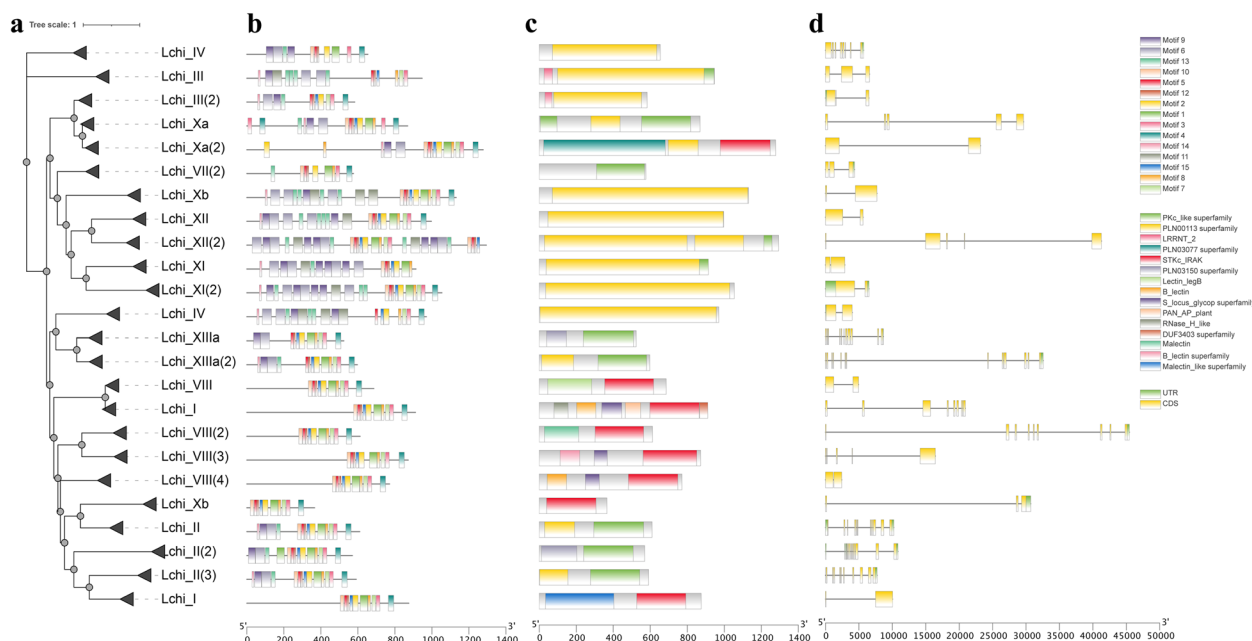 a
b
c
d
Tree scale: 1
Lchi_IV
Lchi_III
Lchi_III(2)
Lchi_Xa
Lchi_Xa(2)
Lchi_VII(2)
Lchi_Xb
Lchi_XII
Lchi_XII(2)
Lchi_XI
Lchi_XI(2)
Lchi_IV
Lchi_XIIIa
Lchi_XIIIa(2)
Lchi_VIII
Lchi_I
Lchi_VIII(2)
Lchi_VIII(3)
Lchi_VIII(4)
Lchi_Xb
Lchi_II
Lchi_II(2)
Lchi_II(3)
Lchi_I
5' 3'
0 200 400 600 800 1000 1200 1400
5' 3'
0 200 400 600 800 1000 1200 1400
5' 3'
0 5000 10000 15000 20000 25000 30000 35000 40000 45000 50000
Motif 9
Motif 6
Motif 13
Motif 10
Motif 5
Motif 12
Motif 2
Motif 1
Motif 3
Motif 4
Motif 14
Motif 11
Motif 15
Motif 8
Motif 7
PKc_like superfamily
PLN00113 superfamily
LRRNT_2
PLN03077 superfamily
STKc_IRAK
PLN03150 superfamily
Lectin_legB
B_lectin
S_locus_glycop superfamil
PAN_AP_plant
RNase_H_like
DUF3403 superfamily
Malectin
B_lectin superfamily
Malectin_like superfamily
UTR
CDS